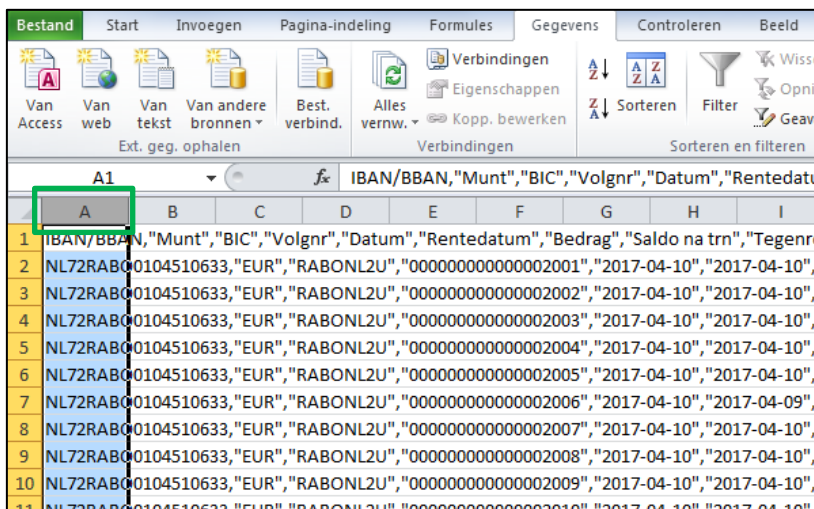 Bestand Start Invoegen Pagina-indeling Formules Gegevens Controleren Beeld
Van Access
Van web
Van tekst
Van andere bronnen
Best. verbind.
Alles vernw.
Verbindingen
Eigenschappen
Kopp. bewerken
Sorteren
Filter
Ext. geg. ophalen Verbindingen Sorteren en filteren
A1 fx IBAN/BBAN,"Munt","BIC","Volgnr","Datum","Rentedatu
A B C D E F G H I
1 IBAN/BBAN,"Munt","BIC","Volgnr","Datum","Rentedatum","Bedrag","Saldo na trn","Tegenr
2 NL72RABO0104510633,"EUR","RABONL2U","000000000000002001","2017-04-10","2017-04-10",
3 NL72RABO0104510633,"EUR","RABONL2U","000000000000002002","2017-04-10","2017-04-10",
4 NL72RABO0104510633,"EUR","RABONL2U","000000000000002003","2017-04-10","2017-04-10",
5 NL72RABO0104510633,"EUR","RABONL2U","000000000000002004","2017-04-10","2017-04-10",
6 NL72RABO0104510633,"EUR","RABONL2U","000000000000002005","2017-04-10","2017-04-10",
7 NL72RABO0104510633,"EUR","RABONL2U","000000000000002006","2017-04-10","2017-04-09",
8 NL72RABO0104510633,"EUR","RABONL2U","000000000000002007","2017-04-10","2017-04-10",
9 NL72RABO0104510633,"EUR","RABONL2U","000000000000002008","2017-04-10","2017-04-10",
10 NL72RABO0104510633,"EUR","RABONL2U","000000000000002009","2017-04-10","2017-04-10",